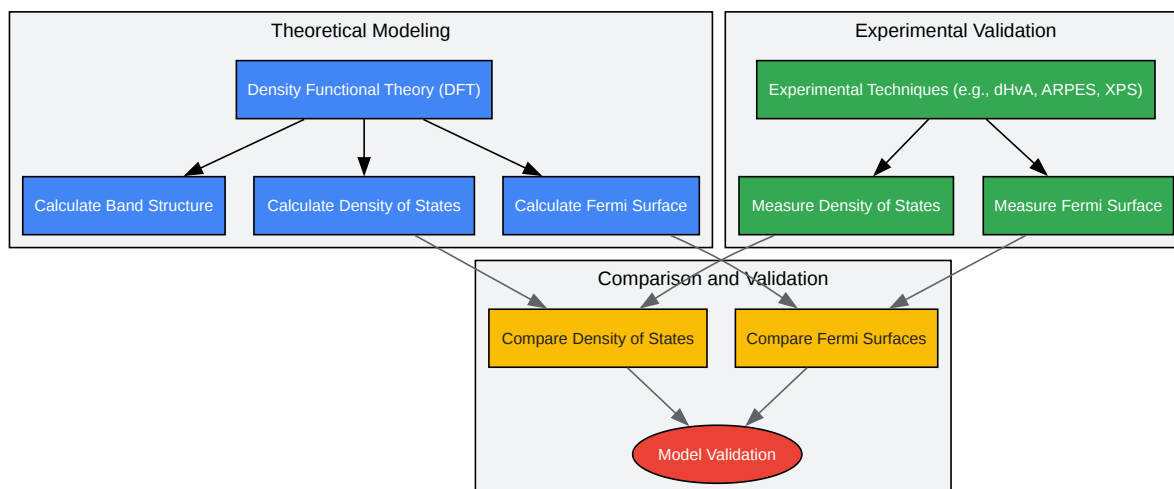 Theoretical Modeling
Experimental Validation
Density Functional Theory (DFT)
Experimental Techniques (e.g., dHvA, ARPES, XPS)
Calculate Band Structure
Calculate Density of States
Calculate Fermi Surface
Measure Density of States
Measure Fermi Surface
Comparison and Validation
Compare Density of States
Compare Fermi Surfaces
Model Validation